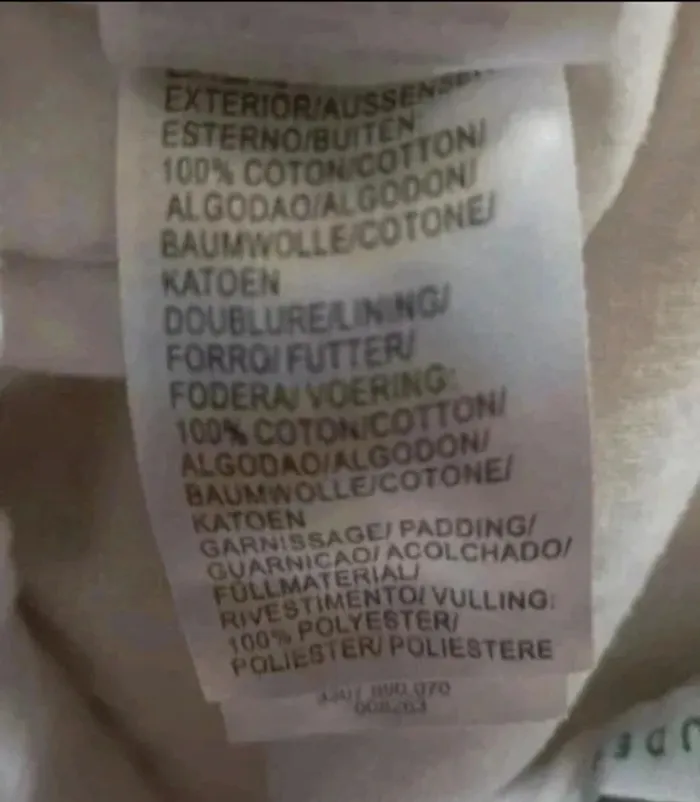 EXTERIOR/AUSSENSEIT
ESTERNO/BUITEN
100% COTON/COTTON/
ALGODAO/ALGODON/
BAUMWOLLE/COTONE/
KATOEN
DOUBLURE/LINING/
FORRO/ FUTTER/
FODERA/ VOERING:
100% COTON/COTTON/
ALGODAO/ALGODON/
BAUMWOLLE/COTONE/
KATOEN
GARNISSAGE/ PADDING/
GUARNICAO/ ACOLCHADO/
FÜLLMATERIAL/
RIVESTIMENTO/ VULLING:
100% POLYESTER/
POLIESTER/ POLIESTERE